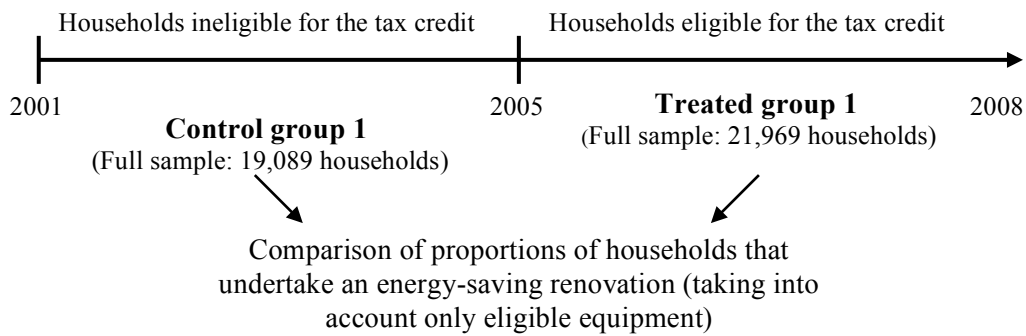 Households ineligible for the tax credit
Households eligible for the tax credit
2001
2005
2008
Control group 1
(Full sample: 19,089 households)
Treated group 1
(Full sample: 21,969 households)
Comparison of proportions of households that
undertake an energy-saving renovation (taking into
account only eligible equipment)